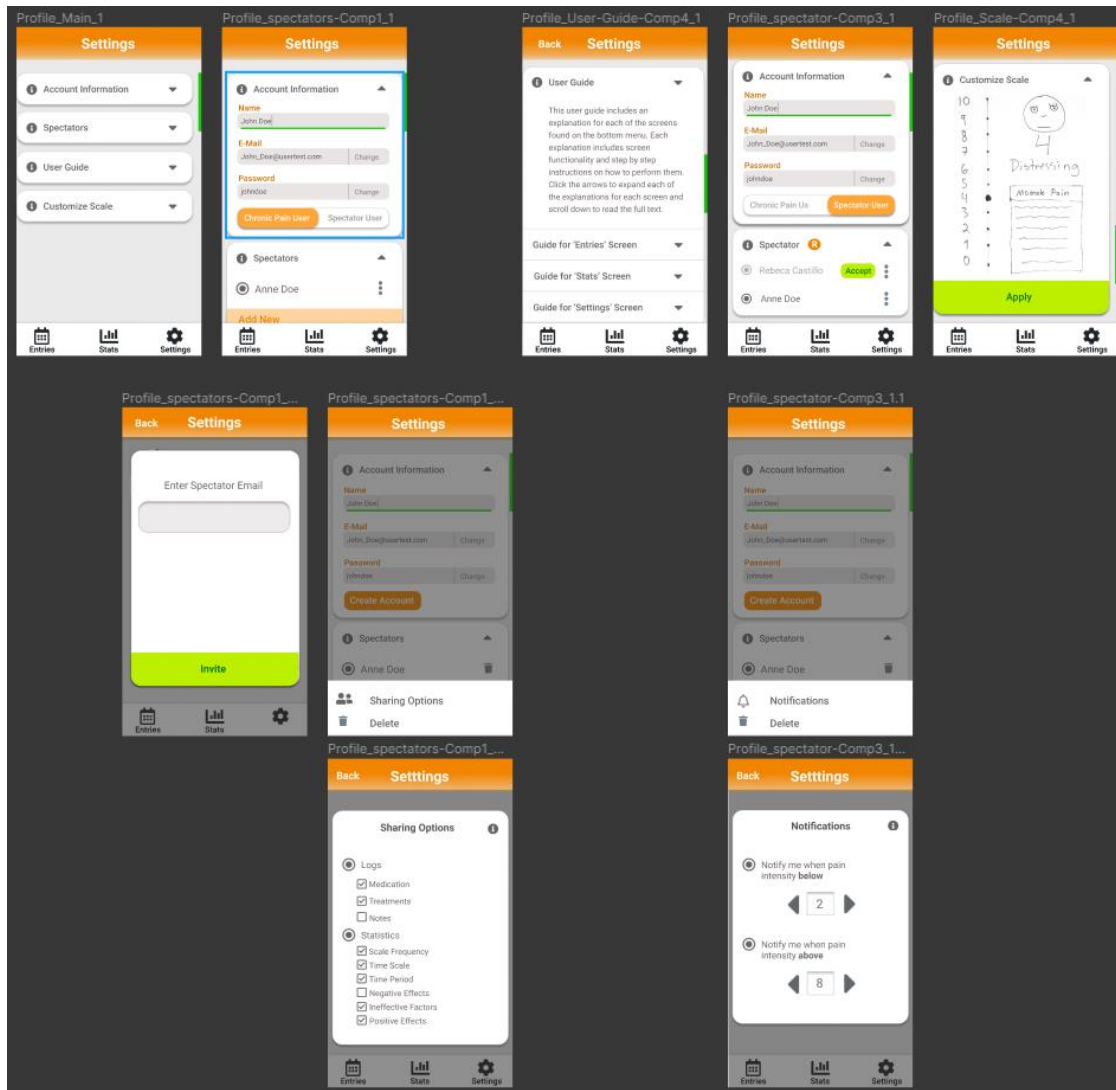 Profile_Main_1
Settings
Account Information
Spectators
User Guide
Customize Scale
Entries
Stats
Settings
Profile_spectators-Comp1_1
Settings
Account Information
Name
John Doe
E-Mail
John_Doe@usertest.com
Change
Password
johndoe
Change
Chronic Pain User
Spectator User
Spectators
Anne Doe
Add New
Entries
Stats
Settings
Profile_User-Guide-Comp4_1
Back
Settings
User Guide
This user guide includes an
explanation for each of the screens
found on the bottom menu. Each
explanation includes screen
functionality and step by step
instructions on how to perform them.
Click the arrows to expand each of
the explanations for each screen and
scroll down to read the full text.
Guide for 'Entries' Screen
Guide for 'Stats' Screen
Guide for 'Settings' Screen
Entries
Stats
Settings
Profile_spectator-Comp3_1
Settings
Account Information
Name
John Doe
E-Mail
John_Doe@usertest.com
Change
Password
johndoe
Change
Chronic Pain Us
Spectator User
Spectator
R
Rebeca Castillo
Accept
Anne Doe
Entries
Stats
Settings
Profile_Scale-Comp4_1
Settings
Customize Scale
10
9
8
7
6
5
4
3
2
1
0
4
Distressing
Pain
Apply
Entries
Stats
Settings
Profile_spectators-Comp1_...
Back
Settings
Enter Spectator Email
Invite
Entries
Stats
Profile_spectators-Comp1_...
Settings
Account Information
Name
John Doe
E-Mail
John_Doe@usertest.com
Change
Password
johndoe
Change
Create Account
Spectators
Anne Doe
Sharing Options
Delete
Profile_spectator-Comp3_1.1
Settings
Account Information
Name
John Doe
E-Mail
John_Doe@usertest.com
Change
Password
johndoe
Change
Create Account
Spectators
Anne Doe
Notifications
Delete
Profile_spectators-Comp1_...
Back
Setttings
Sharing Options
Logs
Medication
Treatments
Notes
Statistics
Scale Frequency
Time Scale
Time Period
Negative Effects
Ineffective Factors
Positive Effects
Entries
Stats
Settings
Profile_spectator-Comp3_1...
Back
Setttings
Notifications
Notify me when pain
intensity below
2
Notify me when pain
intensity above
8
Entries
Stats
Settings